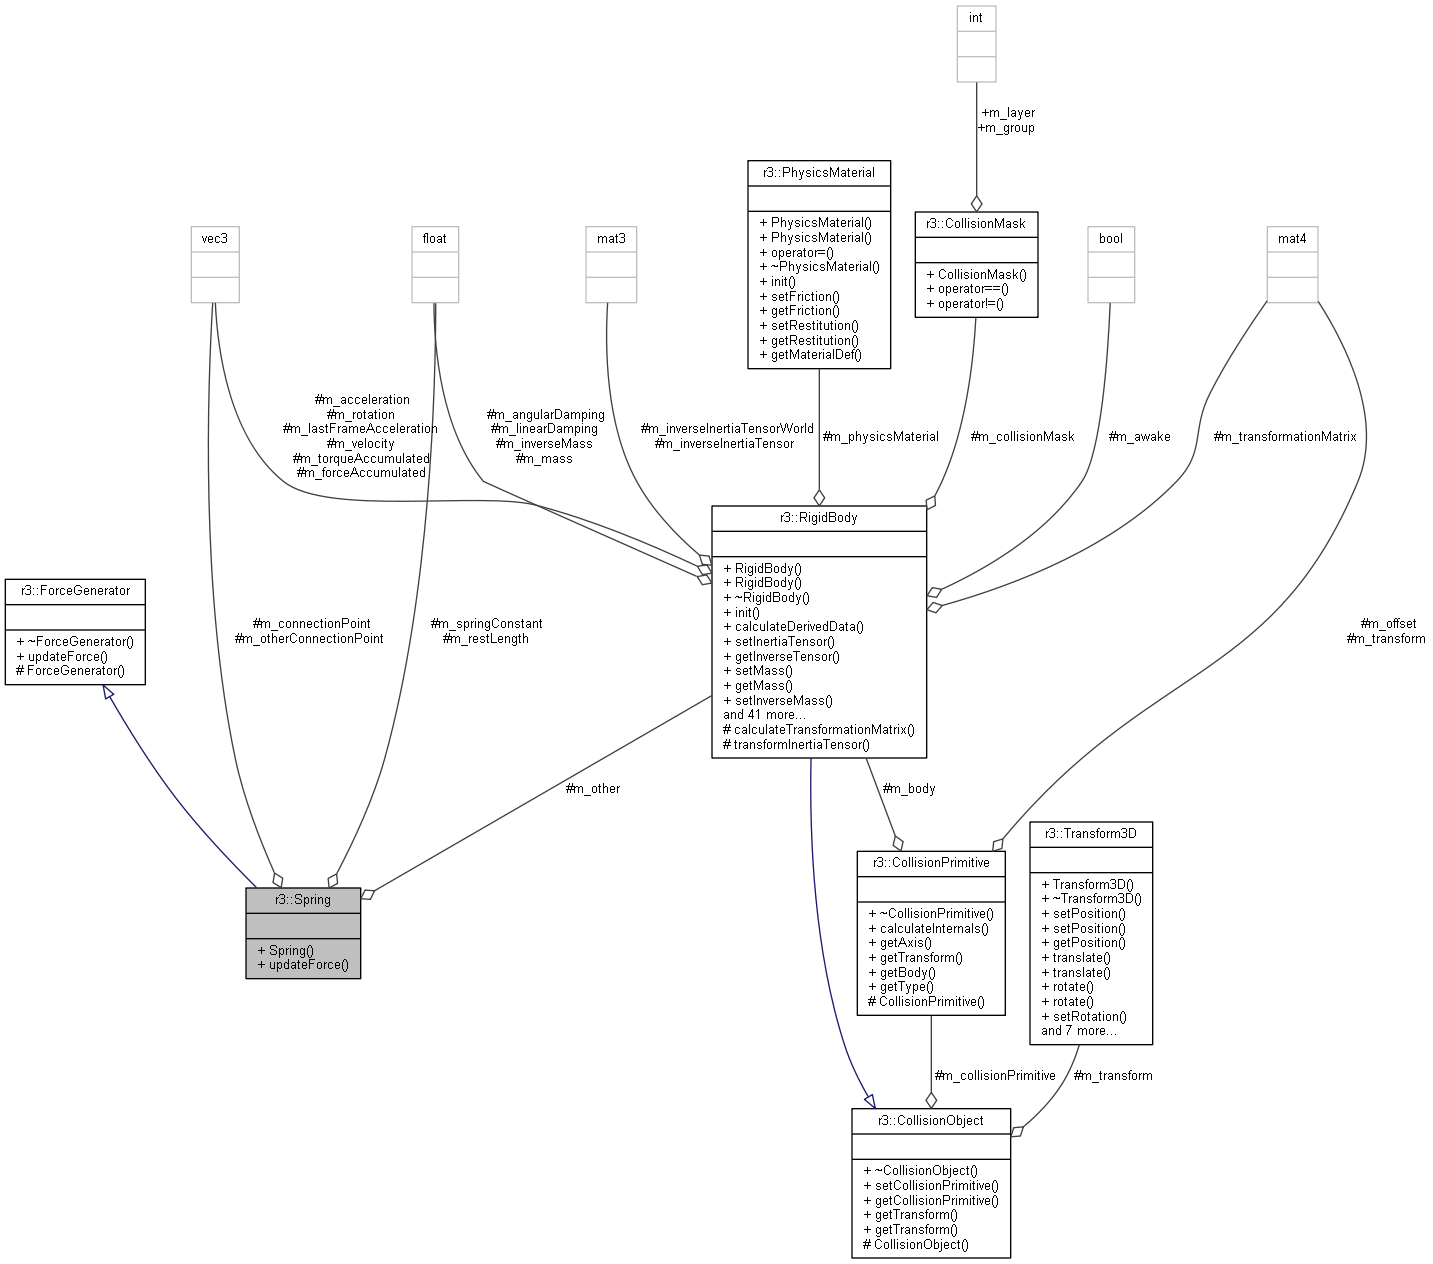 int
+m_layer
+m_group
r3::PhysicsMaterial
+ PhysicsMaterial()
+ PhysicsMaterial()
+ operator=()
+ ~PhysicsMaterial()
+ init()
+ setFriction()
+ getFriction()
+ setRestitution()
+ getRestitution()
+ getMaterialDef()
r3::CollisionMask
+ CollisionMask()
+ operator==()
+ operator!=()
vec3
float
mat3
bool
mat4
#m_acceleration
#m_rotation
#m_lastFrameAcceleration
#m_velocity
#m_torqueAccumulated
#m_forceAccumulated
#m_angularDamping
#m_linearDamping
#m_inverseMass
#m_mass
#m_inverseInertiaTensorWorld
#m_inverseInertiaTensor
#m_physicsMaterial
#m_collisionMask
#m_awake
#m_transformationMatrix
r3::RigidBody
+ RigidBody()
+ RigidBody()
+ ~RigidBody()
+ init()
+ calculateDerivedData()
+ setInertiaTensor()
+ getInverseTensor()
+ setMass()
+ getMass()
+ setInverseMass()
and 41 more...
# calculateTransformationMatrix()
# transformInertiaTensor()
r3::ForceGenerator
+ ~ForceGenerator()
+ updateForce()
# ForceGenerator()
#m_connectionPoint
#m_otherConnectionPoint
#m_springConstant
#m_restLength
#m_offset
#m_transform
#m_other
#m_body
r3::Spring
+ Spring()
+ updateForce()
r3::CollisionPrimitive
+ ~CollisionPrimitive()
+ calculateInternals()
+ getAxis()
+ getTransform()
+ getBody()
+ getType()
# CollisionPrimitive()
r3::Transform3D
+ Transform3D()
+ ~Transform3D()
+ setPosition()
+ setPosition()
+ getPosition()
+ translate()
+ translate()
+ rotate()
+ rotate()
+ setRotation()
and 7 more...
#m_collisionPrimitive
#m_transform
r3::CollisionObject
+ ~CollisionObject()
+ setCollisionPrimitive()
+ getCollisionPrimitive()
+ getTransform()
+ getTransform()
# CollisionObject()